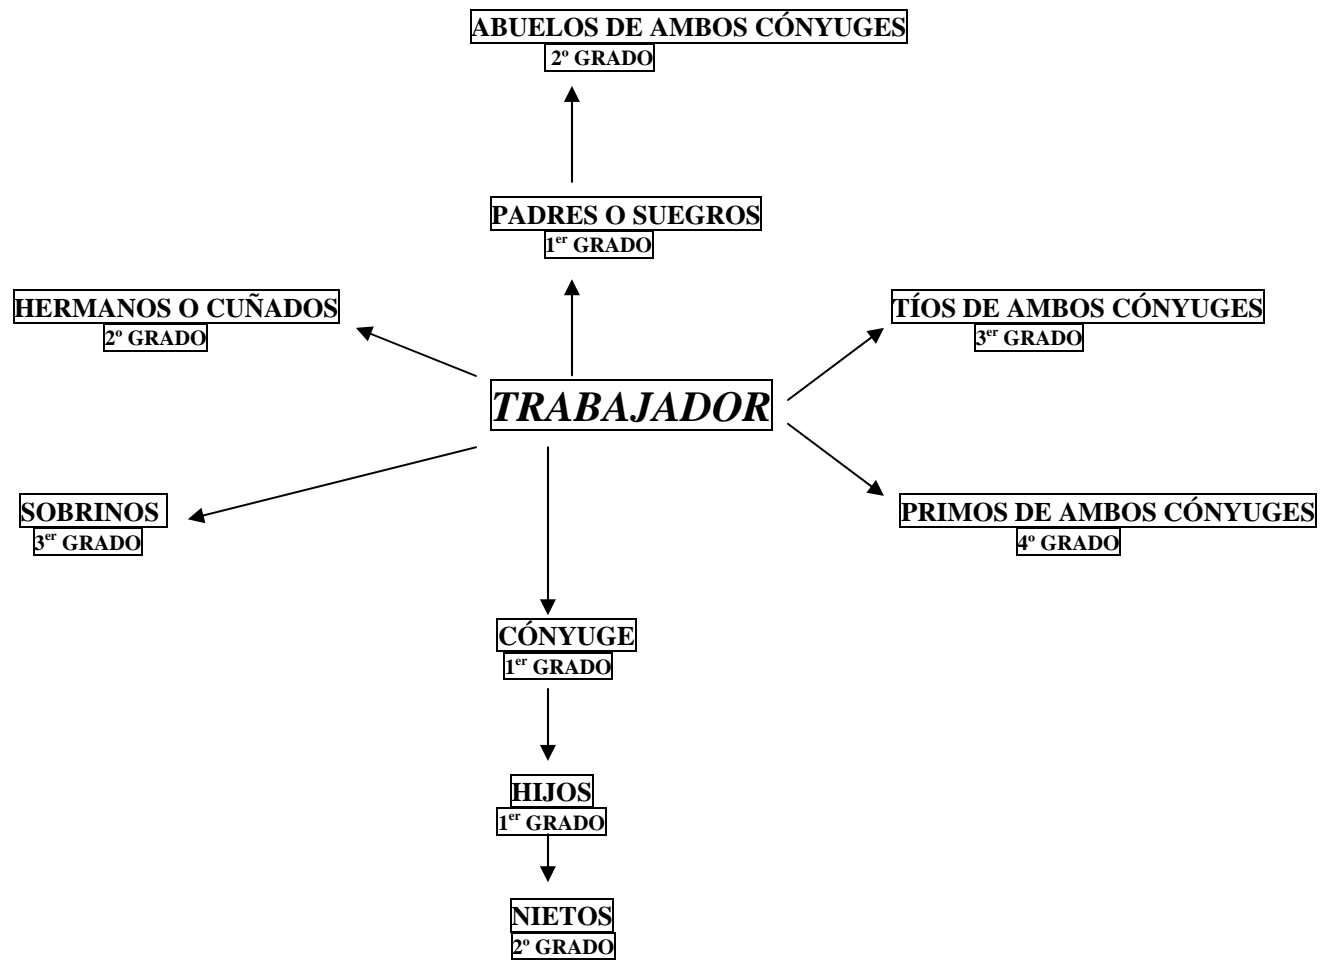 ABUELOS DE AMBOS CÓNYUGES
2º GRADO
PADRES O SUEGROS
1er GRADO
HERMANOS O CUÑADOS
2º GRADO
TÍOS DE AMBOS CÓNYUGES
3er GRADO
TRABAJADOR
SOBRINOS
3er GRADO
PRIMOS DE AMBOS CÓNYUGES
4º GRADO
CÓNYUGE
1er GRADO
HIJOS
1er GRADO
NIETOS
2º GRADO